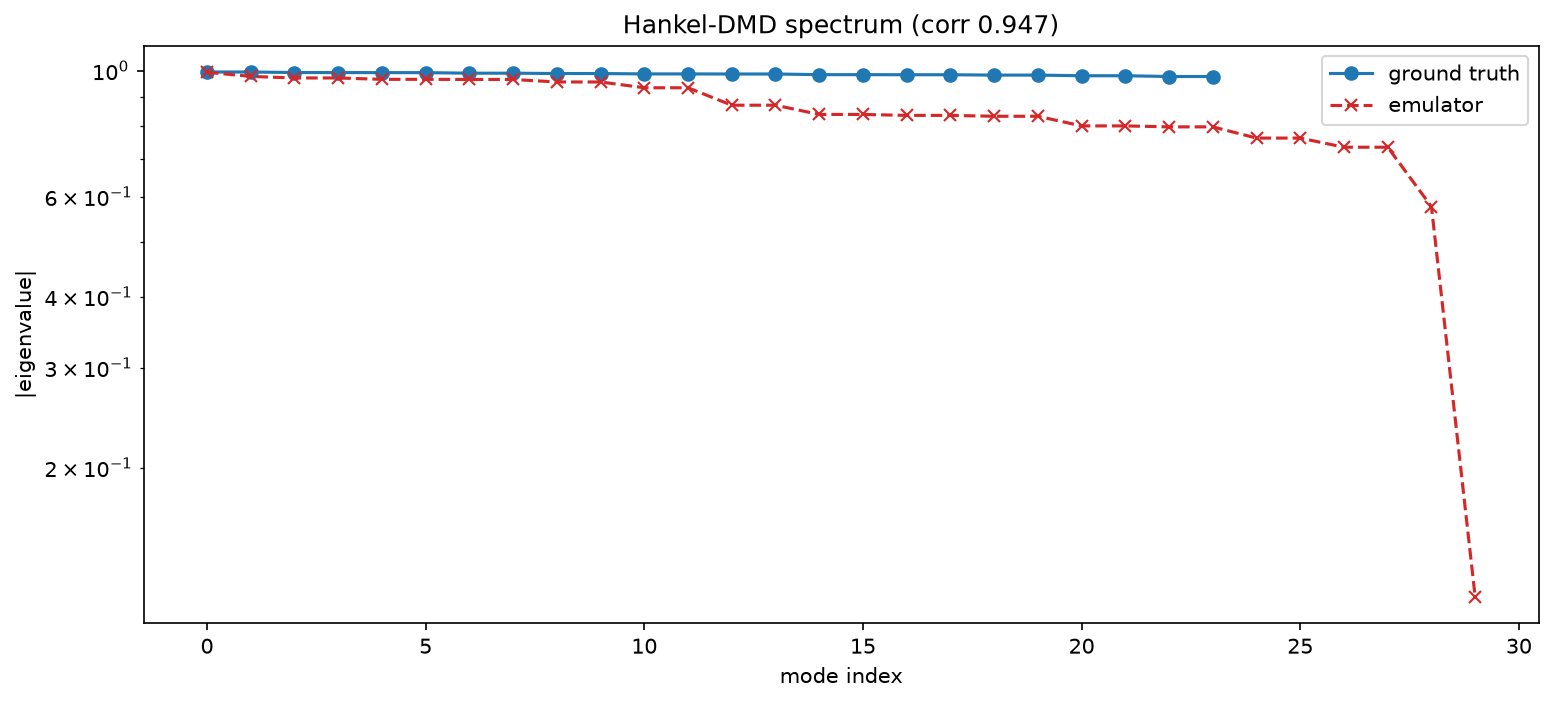 Hankel-DMD spectrum (corr 0.947)
10⁰
6 × 10⁻¹
4 × 10⁻¹
3 × 10⁻¹
2 × 10⁻¹
|eigenvalue|
ground truth
emulator
0 5 10 15 20 25 30
mode index